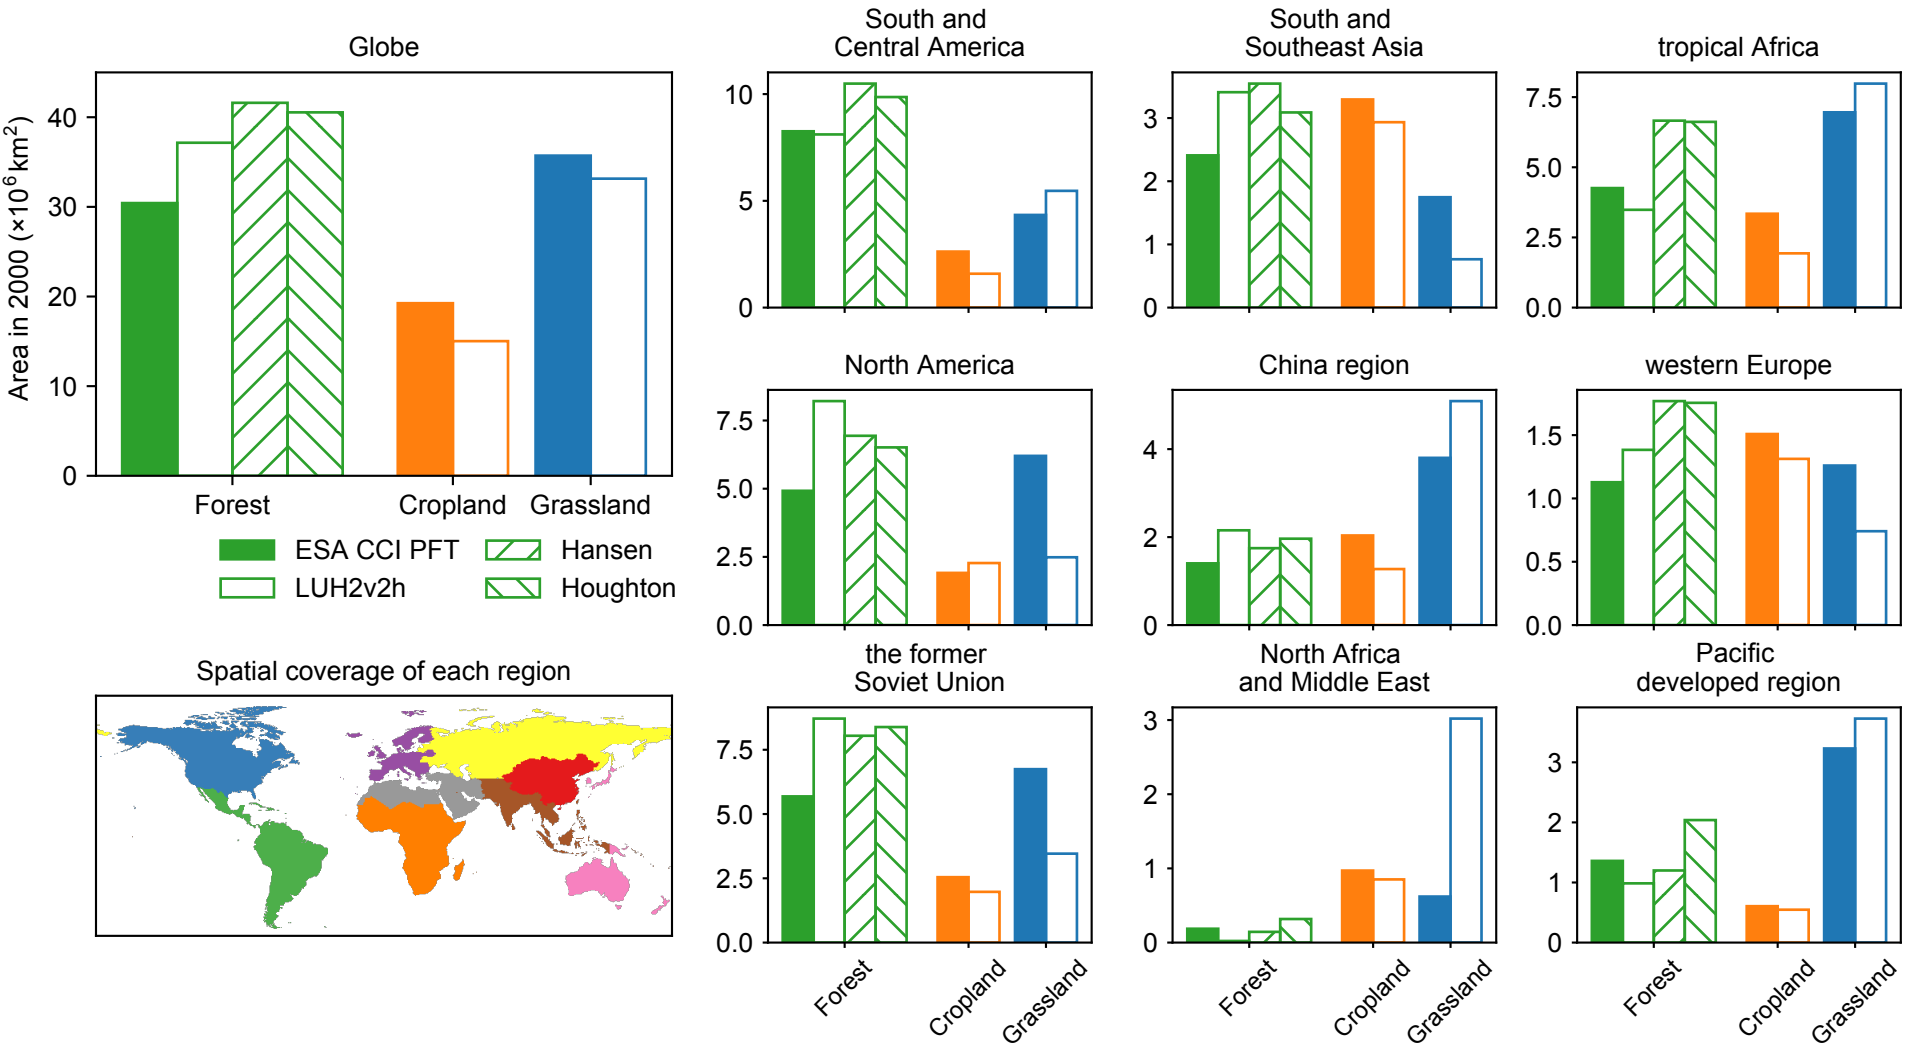 Globe
Area in 2000 (×10⁶km²)
40
30
20
10
0
Forest
Cropland
Grassland
ESA CCI PFT
LUH2v2h
Hansen
Houghton
Spatial coverage of each region
South and
Central America
10
5
0
South and
Southeast Asia
3
2
1
0
tropical Africa
7.5
5.0
2.5
0.0
North America
7.5
5.0
2.5
0.0
China region
4
2
0
western Europe
1.5
1.0
0.5
0.0
the former
Soviet Union
7.5
5.0
2.5
0.0
Forest
Cropland
Grassland
North Africa
and Middle East
3
2
1
0
Forest
Cropland
Grassland
Pacific
developed region
3
2
1
0
Forest
Cropland
Grassland